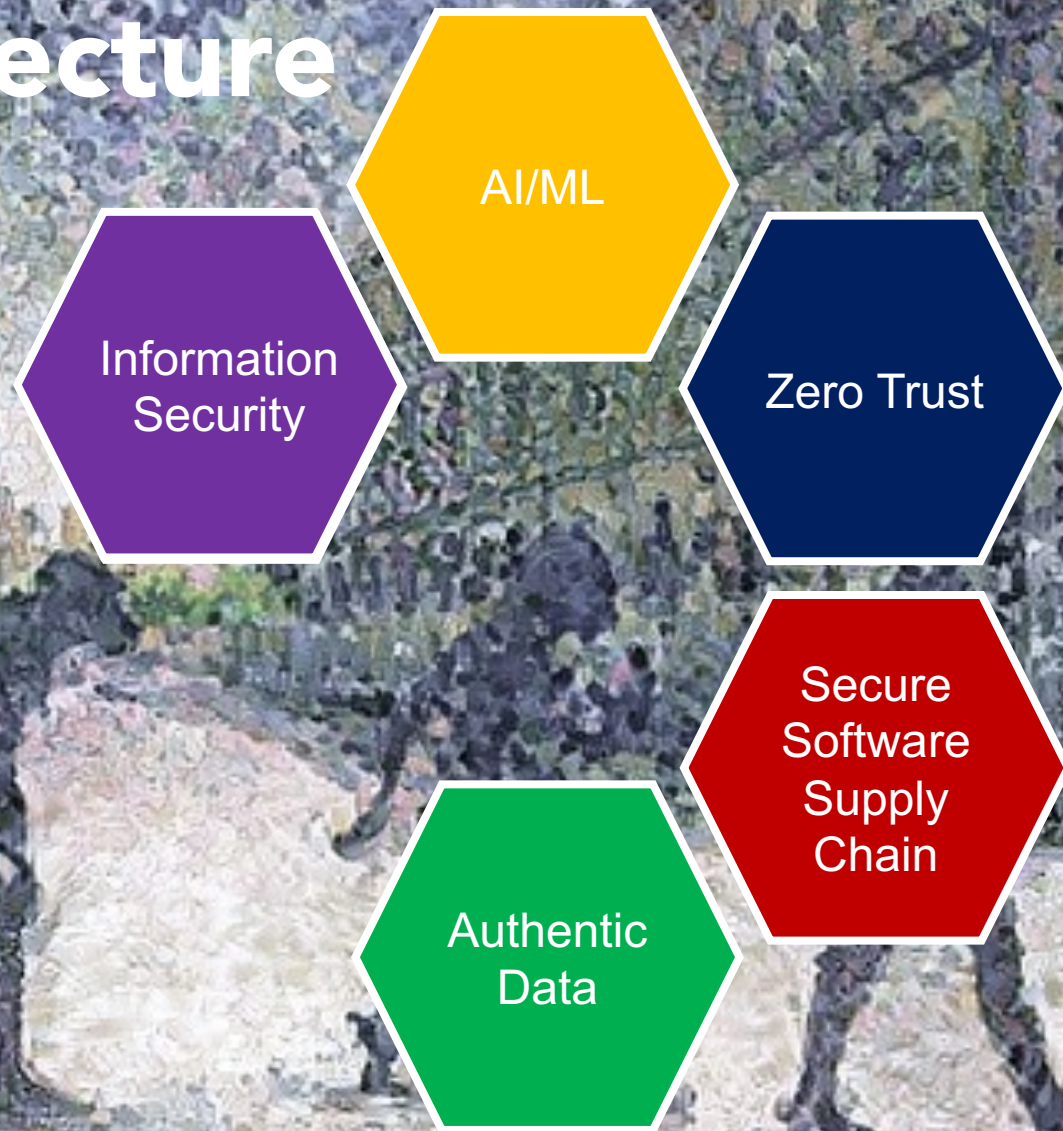 ecture
AI/ML
Information
Security
Zero Trust
Secure
Software
Supply
Chain
Authentic
Data